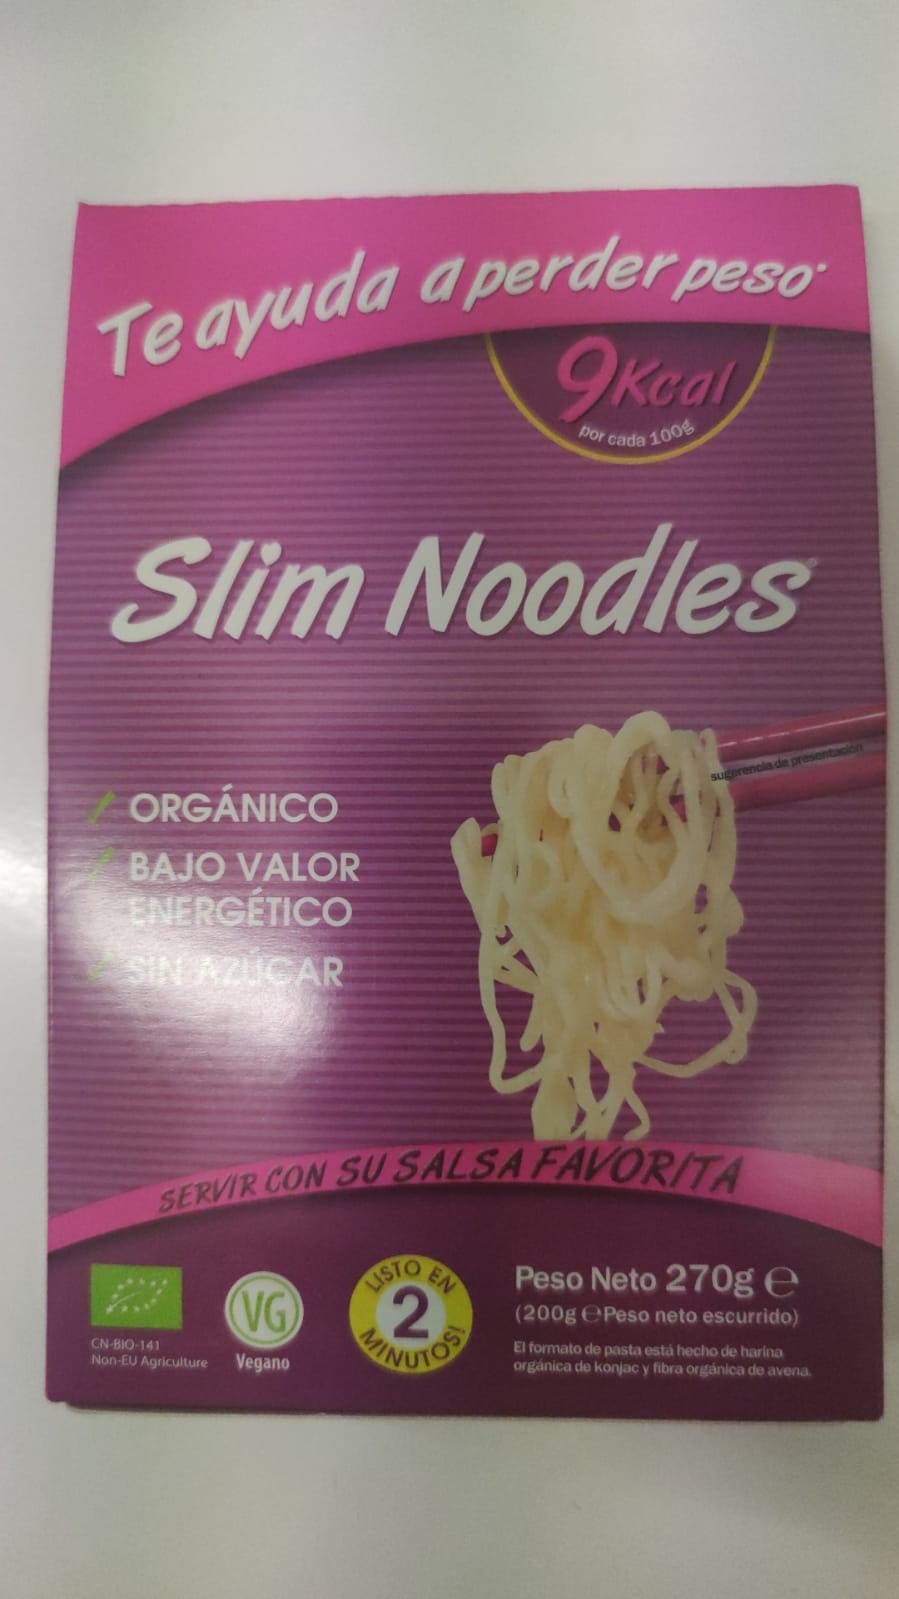 Te ayuda a perder peso*
9Kcal
por cada 100g
Slim Noodles®
sugerencia de presentación
✓ ORGÁNICO
✓ BAJO VALOR
ENERGÉTICO
✓ SIN AZÚCAR
SERVIR CON SU SALSA FAVORITA
CN-BIO-141
Non-EU Agriculture
VG
Vegano
LISTO EN
2
MINUTOS!
Peso Neto 270g ℮
(200g ℮ Peso neto escurrido)
El formato de pasta está hecho de harina
orgánica de konjac y fibra orgánica de avena.